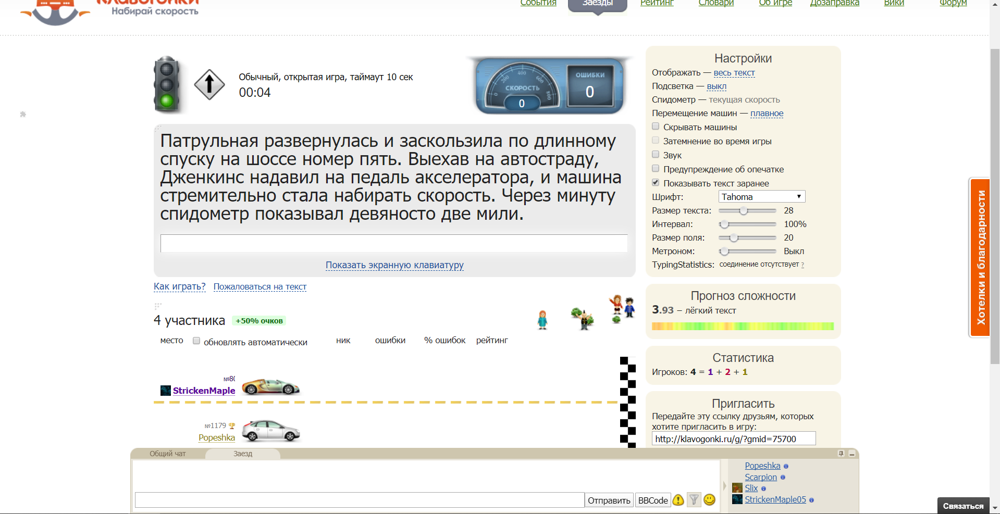 Клавогонки
Набирай скорость
События Заезды Рейтинг Словари Об игре Дозаправка Вики Форум
Обычный, открытая игра, таймаут 10 сек
00:04
0 200 400 600 800
СКОРОСТЬ
0
ОШИБКИ
0
Патрульная развернулась и заскользила по длинному
спуску на шоссе номер пять. Выехав на автостраду,
Дженкинс надавил на педаль акселератора, и машина
стремительно стала набирать скорость. Через минуту
спидометр показывал девяносто две мили.
Показать экранную клавиатуру
Как играть? Пожаловаться на текст
4 участника +50% очков
место обновлять автоматически ник ошибки % ошибок рейтинг
№80
StrickenMaple
№1179
Popeshka
Настройки
Отображать — весь текст
Подсветка — выкл
Спидометр — текущая скорость
Перемещение машин — плавное
Скрывать машины
Затемнение во время игры
Звук
Предупреждение об опечатке
Показывать текст заранее
Шрифт: Tahoma
Размер текста: 28
Интервал: 100%
Размер поля: 20
Метроном: Выкл
TypingStatistics: соединение отсутствует ?
Прогноз сложности
3.93 – лёгкий текст
Статистика
Игроков: 4 = 1 + 2 + 1
Пригласить
Передайте эту ссылку друзьям, которых
хотите пригласить в игру:
http://klavogonki.ru/g/?gmid=75700
Хотелки и благодарности
Общий чат Заезд
Отправить BBCode
Popeshka
Scarpion
Slix
StrickenMaple05
Связаться